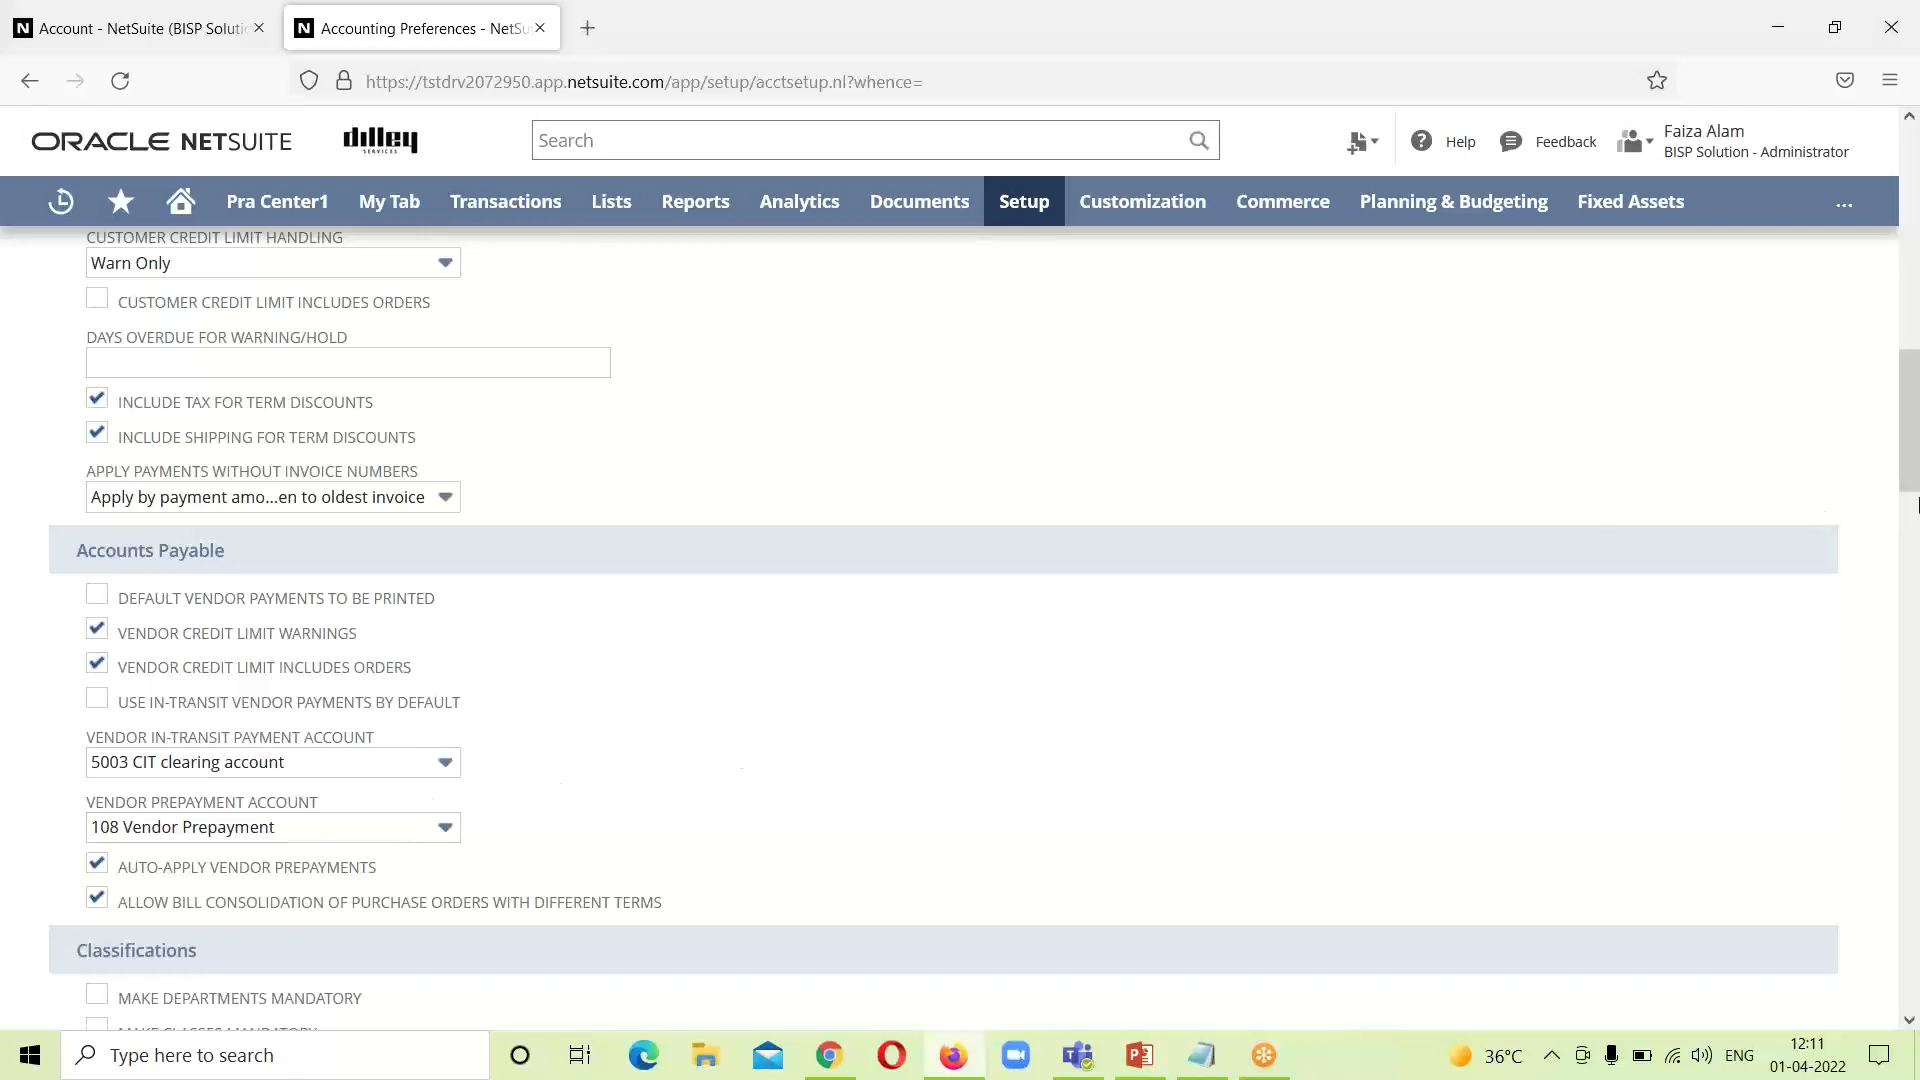 Account - NetSuite (BISP Soluti
Accounting Preferences - NetSu
https://tstdrv2072950.app.netsuite.com/app/setup/acctsetup.nl?whence=
ORACLE NETSUITE
dilley
SERVICES
Search
Help
Feedback
Faiza Alam
BISP Solution - Administrator
Pra Center1
My Tab
Transactions
Lists
Reports
Analytics
Documents
Setup
Customization
Commerce
Planning & Budgeting
Fixed Assets
...
CUSTOMER CREDIT LIMIT HANDLING
Warn Only
CUSTOMER CREDIT LIMIT INCLUDES ORDERS
DAYS OVERDUE FOR WARNING/HOLD
INCLUDE TAX FOR TERM DISCOUNTS
INCLUDE SHIPPING FOR TERM DISCOUNTS
APPLY PAYMENTS WITHOUT INVOICE NUMBERS
Apply by payment amo...en to oldest invoice
Accounts Payable
DEFAULT VENDOR PAYMENTS TO BE PRINTED
VENDOR CREDIT LIMIT WARNINGS
VENDOR CREDIT LIMIT INCLUDES ORDERS
USE IN-TRANSIT VENDOR PAYMENTS BY DEFAULT
VENDOR IN-TRANSIT PAYMENT ACCOUNT
5003 CIT clearing account
VENDOR PREPAYMENT ACCOUNT
108 Vendor Prepayment
AUTO-APPLY VENDOR PREPAYMENTS
ALLOW BILL CONSOLIDATION OF PURCHASE ORDERS WITH DIFFERENT TERMS
Classifications
MAKE DEPARTMENTS MANDATORY
MAKE CLASSES MANDATORY
Type here to search
36°C
ENG
12:11
01-04-2022